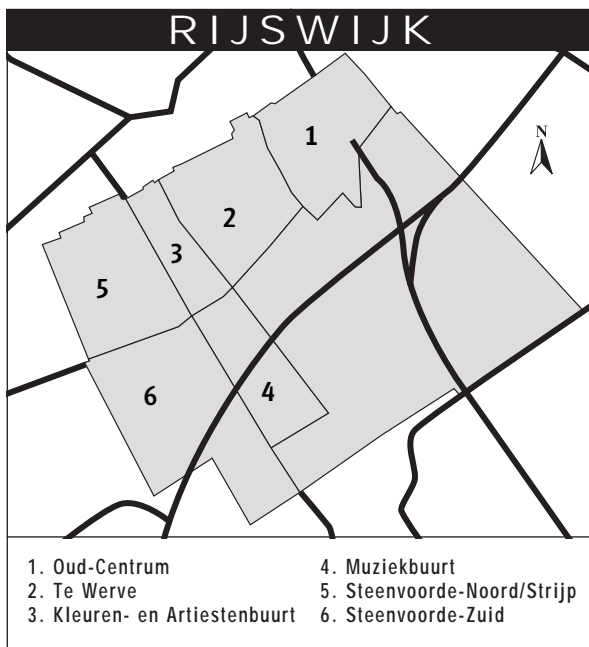 RIJSWIJK
N
1
2
3
5
4
6
1. Oud-Centrum
2. Te Werve
3. Kleuren- en Artiestenbuurt
4. Muziekbuurt
5. Steenvoorde-Noord/Strijp
6. Steenvoorde-Zuid